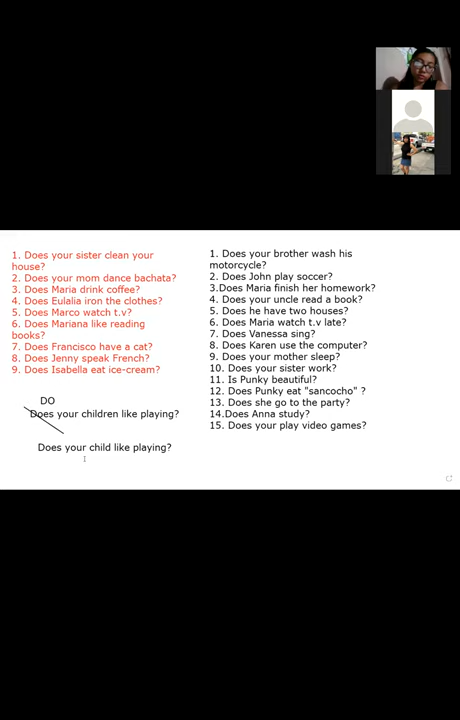 1. Does your sister clean your
house?
2. Does your mom dance bachata?
3. Does Maria drink coffee?
4. Does Eulalia iron the clothes?
5. Does Marco watch t.v?
6. Does Mariana like reading
books?
7. Does Francisco have a cat?
8. Does Jenny speak French?
9. Does Isabella eat ice-cream?
DO
Does your children like playing?
Does your child like playing?
1. Does your brother wash his
motorcycle?
2. Does John play soccer?
3.Does Maria finish her homework?
4. Does your uncle read a book?
5. Does he have two houses?
6. Does Maria watch t.v late?
7. Does Vanessa sing?
8. Does Karen use the computer?
9. Does your mother sleep?
10. Does your sister work?
11. Is Punky beautiful?
12. Does Punky eat "sancocho" ?
13. Does she go to the party?
14.Does Anna study?
15. Does your play video games?